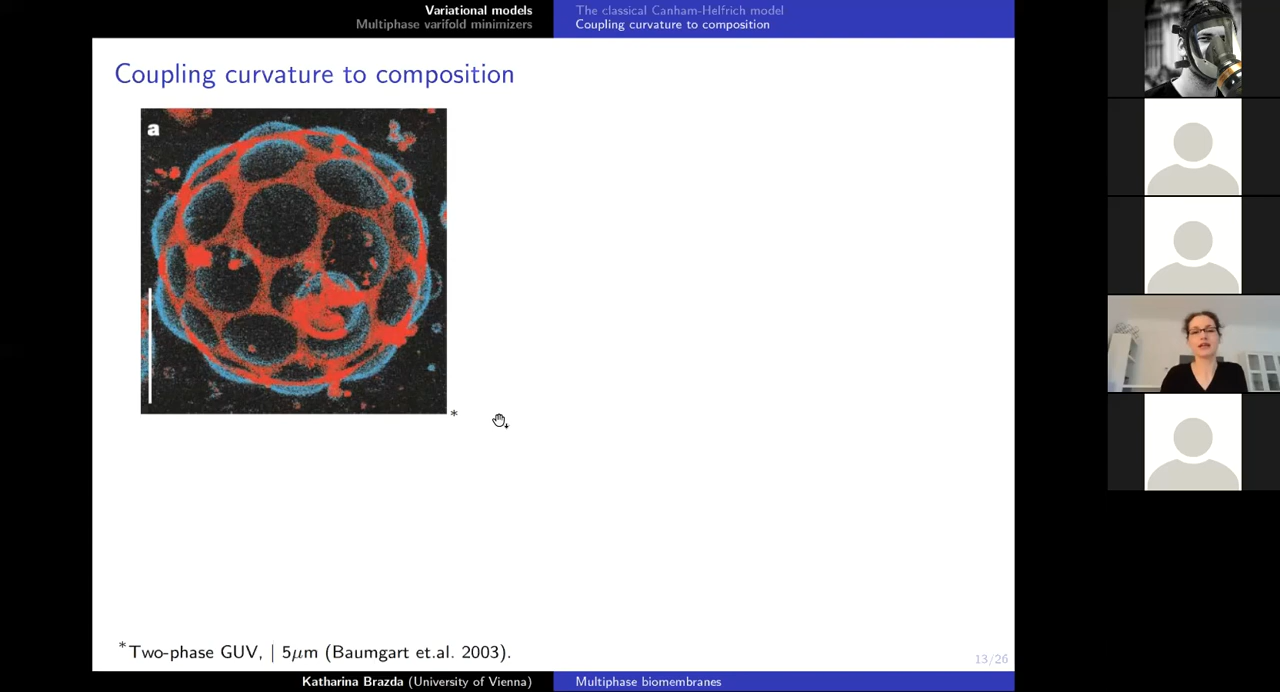 Variational models
Multiphase varifold minimizers
The classical Canham-Helfrich model
Coupling curvature to composition
Coupling curvature to composition
a
*
*Two-phase GUV, | 5μm (Baumgart et.al. 2003).
13/26
Katharina Brazda (University of Vienna)
Multiphase biomembranes